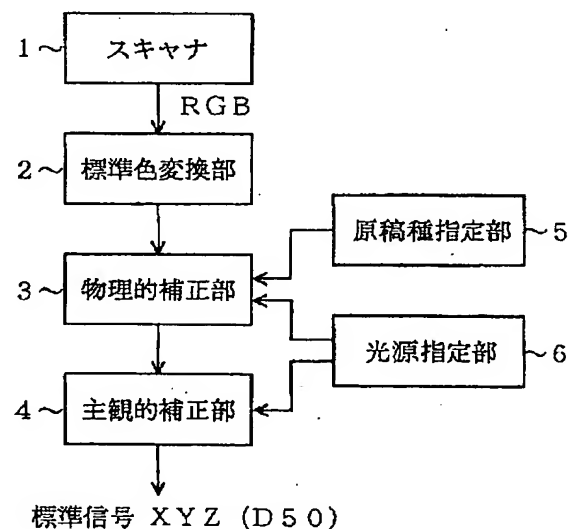 1 スキャナ
RGB
2 標準色変換部
原稿種指定部 5
3 物理的補正部
光源指定部 6
4 主観的補正部
標準信号 XYZ (D50)